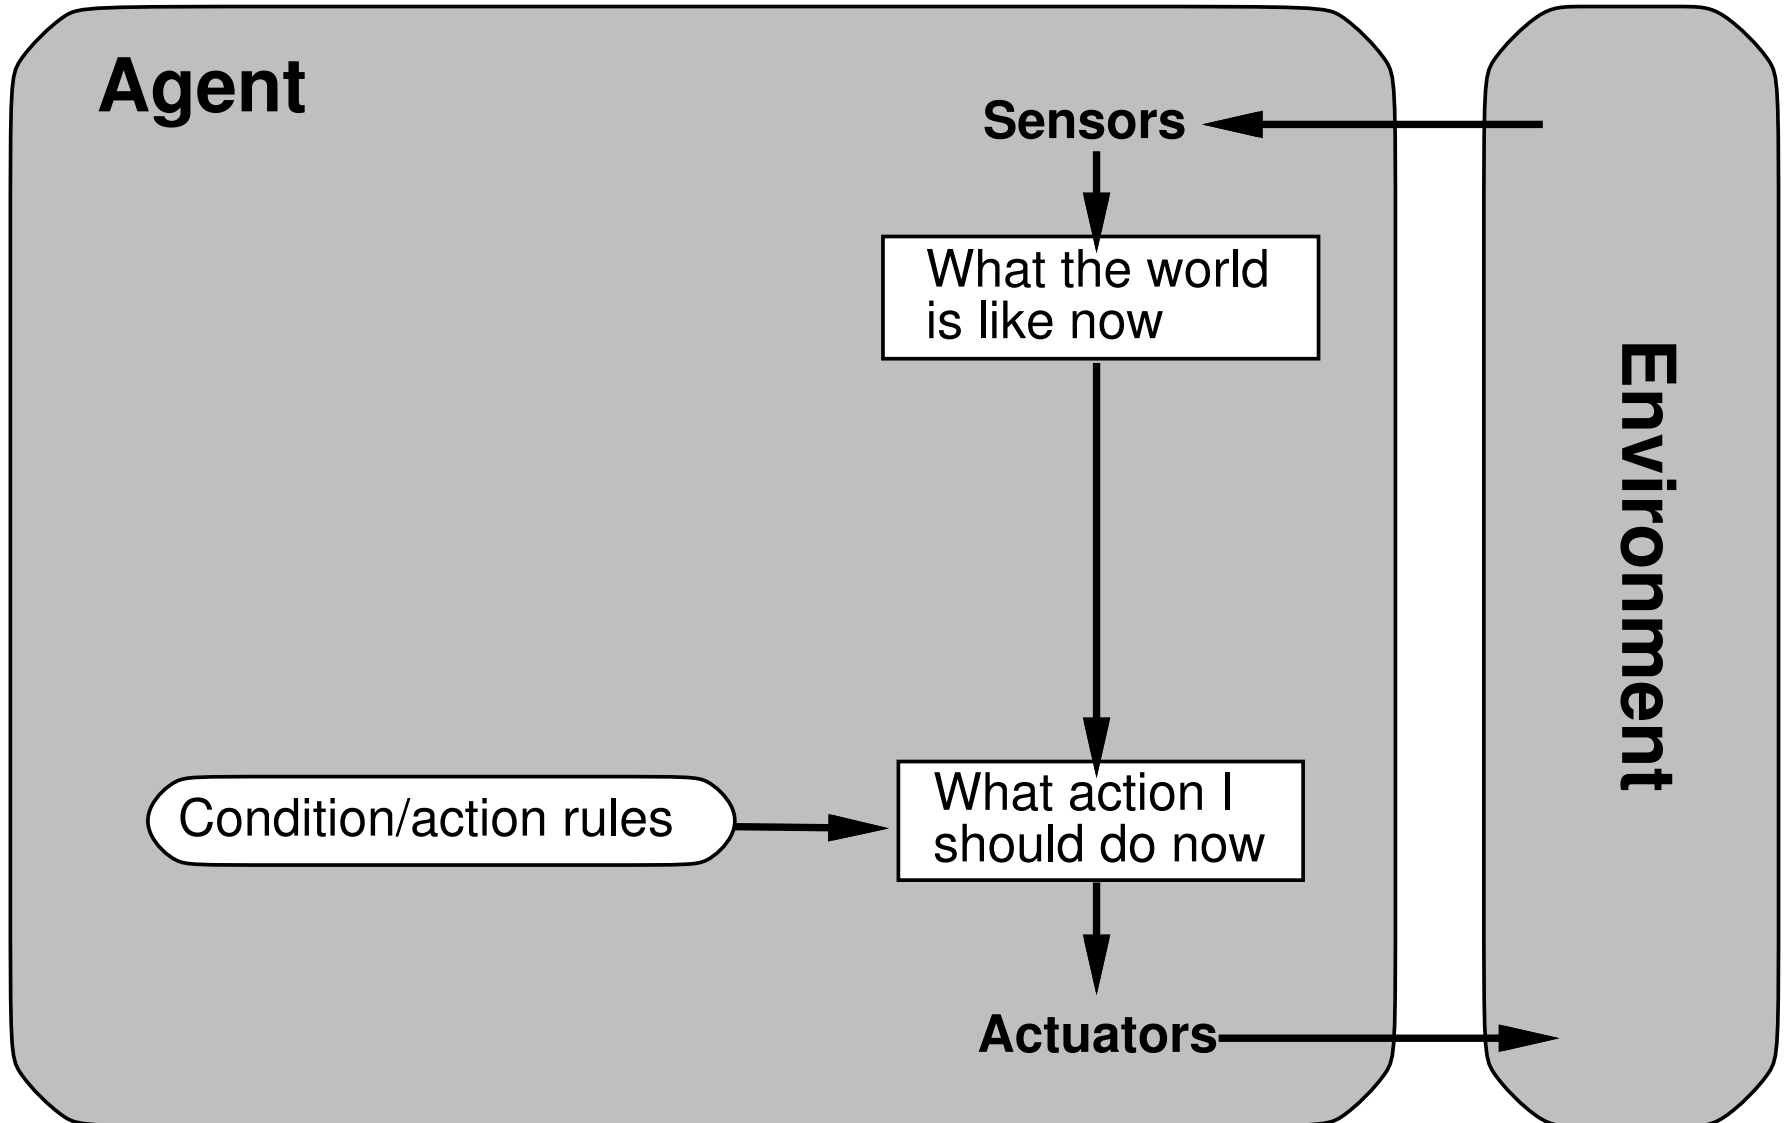 Agent
Sensors
What the world
is like now
Environment
Condition/action rules
What action I
should do now
Actuators